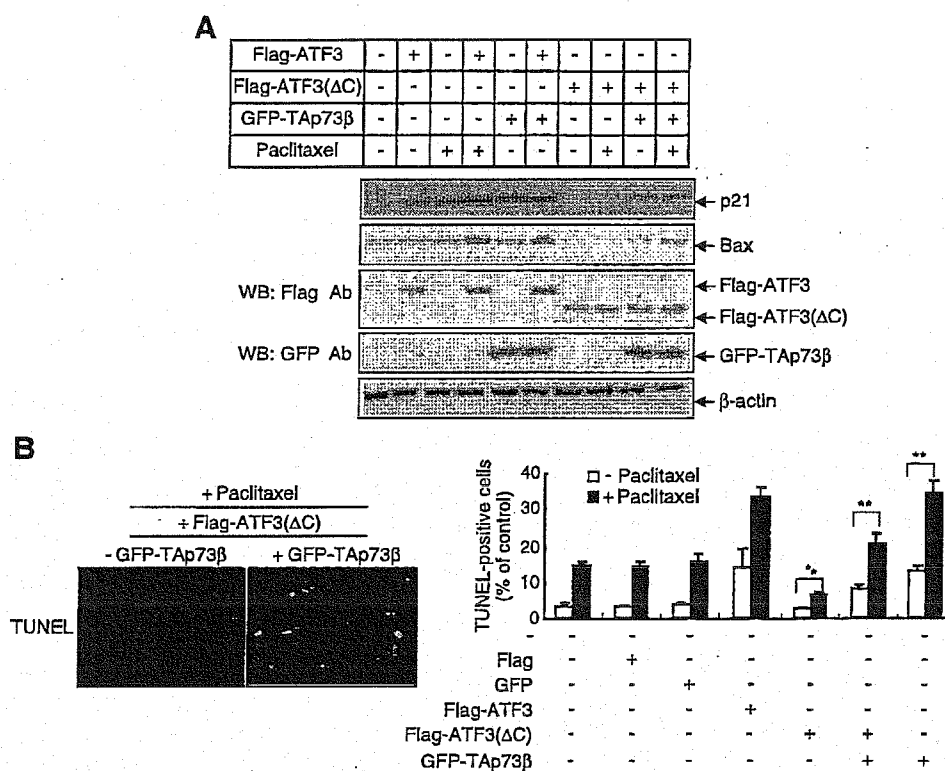 A
Flag-ATF3 - + - + - + - - - -
Flag-ATF3(ΔC) - - - - - - + + + +
GFP-TAp73β - - - - + + - - + +
Paclitaxel - - + + - - - + - +
p21
Bax
WB: Flag Ab
Flag-ATF3
Flag-ATF3(ΔC)
WB: GFP Ab
GFP-TAp73β
β-actin
B
+ Paclitaxel
+ Flag-ATF3(ΔC)
- GFP-TAp73β + GFP-TAp73β
TUNEL
TUNEL-positive cells
(% of control)
40
30
20
10
0
- Paclitaxel
+ Paclitaxel
**
**
**
- - - - - - - -
Flag - + - - - - -
GFP - - + - - - -
Flag-ATF3 - - - + - - -
Flag-ATF3(ΔC) - - - - + + -
GFP-TAp73β - - - - - + +